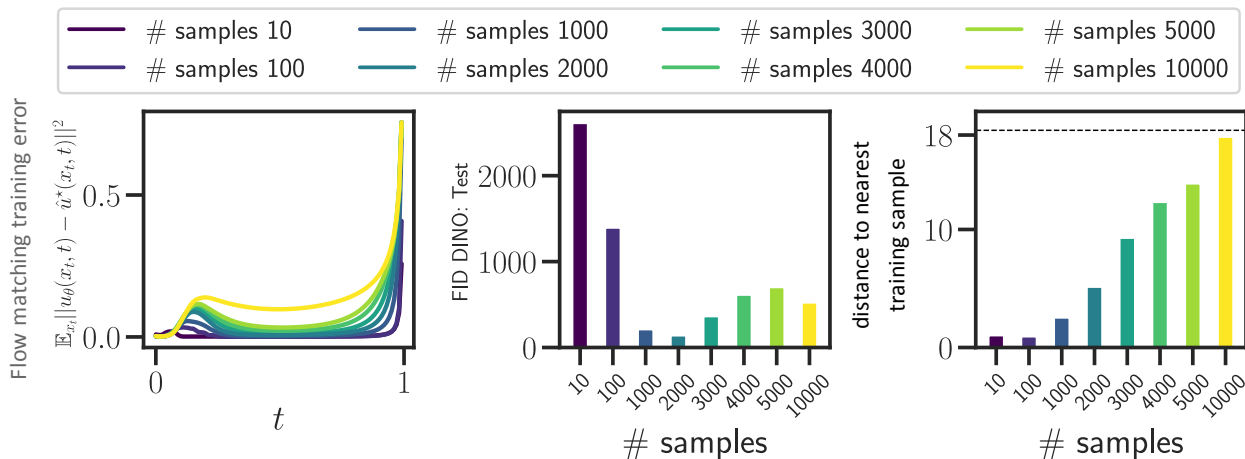 # samples 10
# samples 1000
# samples 3000
# samples 5000
# samples 100
# samples 2000
# samples 4000
# samples 10000
Flow matching training error
𝔼_{x_t}||u_θ(x_t, t) − û*(x_t, t)||²
0.5
0.0
0
1
t
FID DINO: Test
2000
1000
0
10
100
1000
2000
3000
4000
5000
10000
# samples
distance to nearest
training sample
18
10
0
10
100
1000
2000
3000
4000
5000
10000
# samples